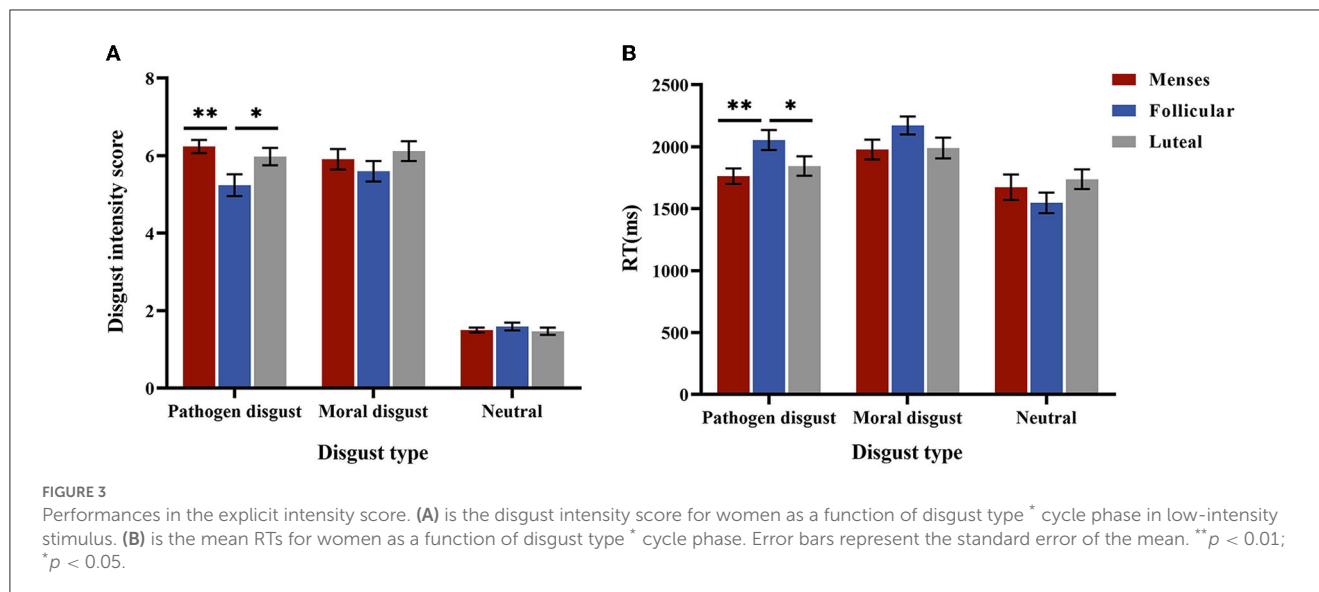 A
Disgust intensity score
8
6
4
2
0
** *
Pathogen disgust Moral disgust Neutral
Disgust type
B
RT(ms)
2500
2000
1500
1000
500
0
** *
Pathogen disgust Moral disgust Neutral
Disgust type
Menses
Follicular
Luteal
FIGURE 3
Performances in the explicit intensity score. (A) is the disgust intensity score for women as a function of disgust type * cycle phase in low-intensity
stimulus. (B) is the mean RTs for women as a function of disgust type * cycle phase. Error bars represent the standard error of the mean. **p < 0.01;
*p < 0.05.